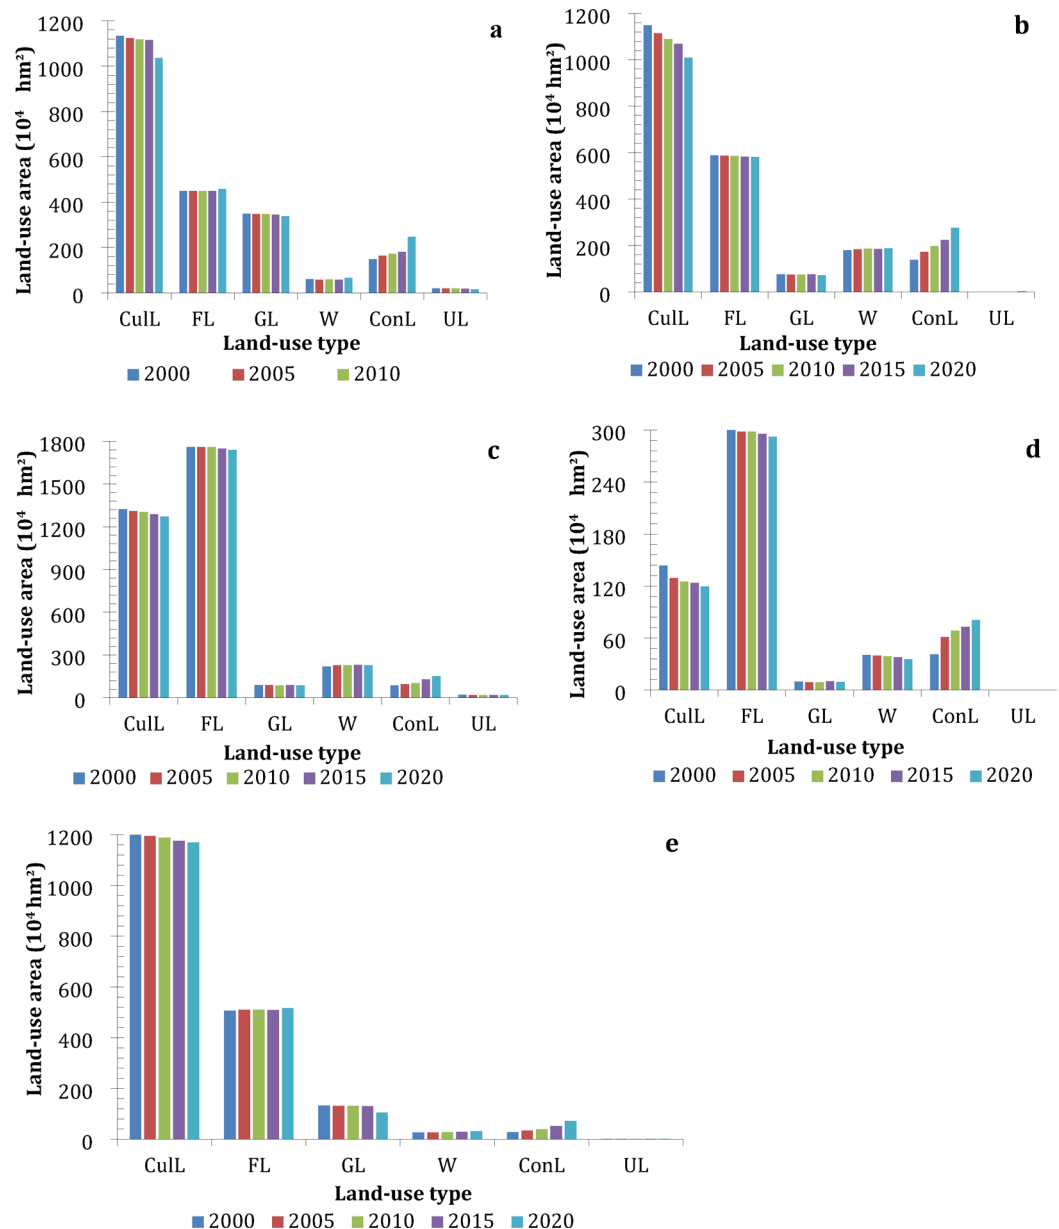 a
Land-use area (10⁴ hm²)
1200
1000
800
600
400
200
0
CulL FL GL W ConL UL
Land-use type
2000 2005 2010
b
Land-use area (10⁴ hm²)
1200
1000
800
600
400
200
0
CulL FL GL W ConL UL
Land-use type
2000 2005 2010 2015 2020
c
Land-use area (10⁴ hm²)
1800
1500
1200
900
600
300
0
CulL FL GL W ConL UL
Land-use type
2000 2005 2010 2015 2020
d
Land-use area (10⁴ hm²)
300
240
180
120
60
0
CulL FL GL W ConL UL
Land-use type
2000 2005 2010 2015 2020
e
Land-use area (10⁴ hm²)
1200
1000
800
600
400
200
0
CulL FL GL W ConL UL
Land-use type
2000 2005 2010 2015 2020